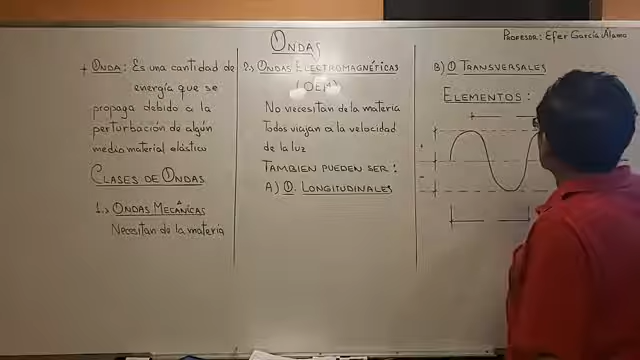 ONDAS
PROFESOR: Efer García Alamo
+ ONDA: Es una cantidad de
energía que se
propaga debido a la
perturbación de algún
medio material elástico
CLASES DE ONDAS
1.> ONDAS MECÁNICAS
Necesitan de la materia
2.> ONDAS ELECTROMAGNÉTICAS
(OEM)
No necesitan de la materia
Todos viajan a la velocidad
de la luz
TAMBIEN PUEDEN SER:
A) O. LONGITUDINALES
B) O TRANSVERSALES
ELEMENTOS: